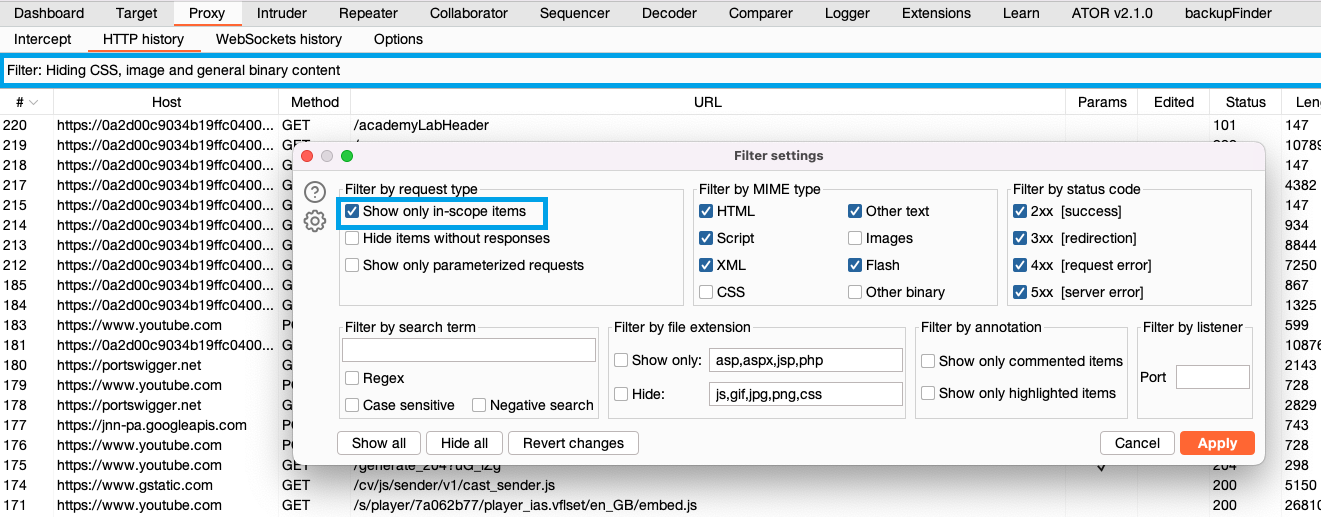 Dashboard Target Proxy Intruder Repeater Collaborator Sequencer Decoder Comparer Logger Extensions Learn ATOR v2.1.0 backupFinder
Intercept HTTP history WebSockets history Options
Filter: Hiding CSS, image and general binary content
# Host Method URL Params Edited Status Len
220 https://0a2d00c9034b19ffc0400... GET /academyLabHeader 101 147
219 https://0a2d00c9034b19ffc0400... 10789
Filter settings
218 https://0a2d00c9034b19ffc0400... 147
217 https://0a2d00c9034b19ffc0400... 4382
215 https://0a2d00c9034b19ffc0400... 147
214 https://0a2d00c9034b19ffc0400... 934
213 https://0a2d00c9034b19ffc0400... 8844
212 https://0a2d00c9034b19ffc0400... 7250
185 https://0a2d00c9034b19ffc0400... 867
184 https://0a2d00c9034b19ffc0400... 1325
183 https://www.youtube.com 599
181 https://0a2d00c9034b19ffc0400... 10876
180 https://portswigger.net 2143
179 https://www.youtube.com 728
178 https://portswigger.net 2829
177 https://jnn-pa.googleapis.com 743
176 https://www.youtube.com 728
175 https://www.youtube.com GET /generate_204?uG_iZg 204 298
174 https://www.gstatic.com GET /cv/js/sender/v1/cast_sender.js 200 5150
171 https://www.youtube.com GET /s/player/7a062b77/player_ias.vflset/en_GB/embed.js 200 26810
Filter by request type
Show only in-scope items
Hide items without responses
Show only parameterized requests
Filter by MIME type
HTML Other text
Script Images
XML Flash
CSS Other binary
Filter by status code
2xx [success]
3xx [redirection]
4xx [request error]
5xx [server error]
Filter by search term
Regex
Case sensitive Negative search
Filter by file extension
Show only: asp,aspx,jsp,php
Hide: js,gif,jpg,png,css
Filter by annotation
Show only commented items
Show only highlighted items
Filter by listener
Port
Show all Hide all Revert changes Cancel Apply